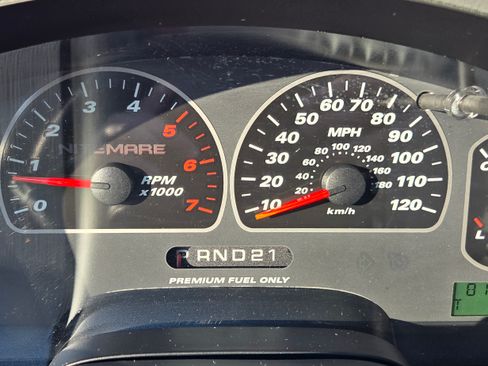 0 1 2 3 4 5 6 7
NITEMARE
RPM
x1000
10 20 30 40 50 60 70 80 90 100 110 120
MPH
20 40 60 80 100 120 140 160 180
km/h
PRND21
PREMIUM FUEL ONLY